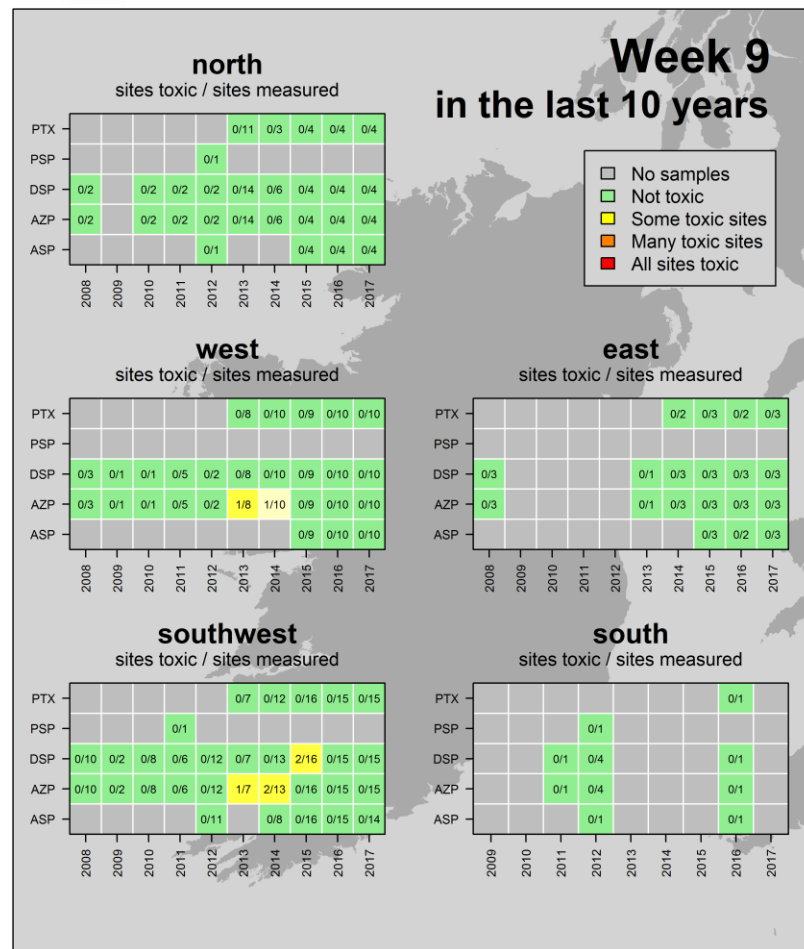 Week 9
in the last 10 years
No samples
Not toxic
Some toxic sites
Many toxic sites
All sites toxic
north
sites toxic / sites measured
PTX 0/11 0/3 0/4 0/4 0/4
PSP 0/1
DSP 0/2 0/2 0/2 0/2 0/14 0/6 0/4 0/4 0/4
AZP 0/2 0/2 0/2 0/2 0/14 0/6 0/4 0/4 0/4
ASP 0/1 0/4 0/4 0/4
2008 2009 2010 2011 2012 2013 2014 2015 2016 2017
west
sites toxic / sites measured
PTX 0/8 0/10 0/9 0/10 0/10
PSP
DSP 0/3 0/1 0/1 0/5 0/2 0/8 0/10 0/9 0/10 0/10
AZP 0/3 0/1 0/1 0/5 0/2 1/8 1/10 0/9 0/10 0/10
ASP 0/9 0/10 0/10
2008 2009 2010 2011 2012 2013 2014 2015 2016 2017
east
sites toxic / sites measured
PTX 0/2 0/3 0/2 0/3
PSP
DSP 0/3 0/1 0/3 0/3 0/3 0/3
AZP 0/3 0/1 0/3 0/3 0/3 0/3
ASP 0/3 0/2 0/3
2008 2009 2010 2011 2012 2013 2014 2015 2016 2017
southwest
sites toxic / sites measured
PTX 0/7 0/12 0/16 0/15 0/15
PSP 0/1
DSP 0/10 0/2 0/8 0/6 0/12 0/7 0/13 2/16 0/15 0/15
AZP 0/10 0/2 0/8 0/6 0/12 1/7 2/13 0/16 0/15 0/15
ASP 0/11 0/8 0/16 0/15 0/14
2008 2009 2010 2011 2012 2013 2014 2015 2016 2017
south
sites toxic / sites measured
PTX 0/1
PSP 0/1
DSP 0/1 0/4 0/1
AZP 0/1 0/4 0/1
ASP 0/1 0/1
2009 2010 2011 2012 2013 2014 2015 2016 2017